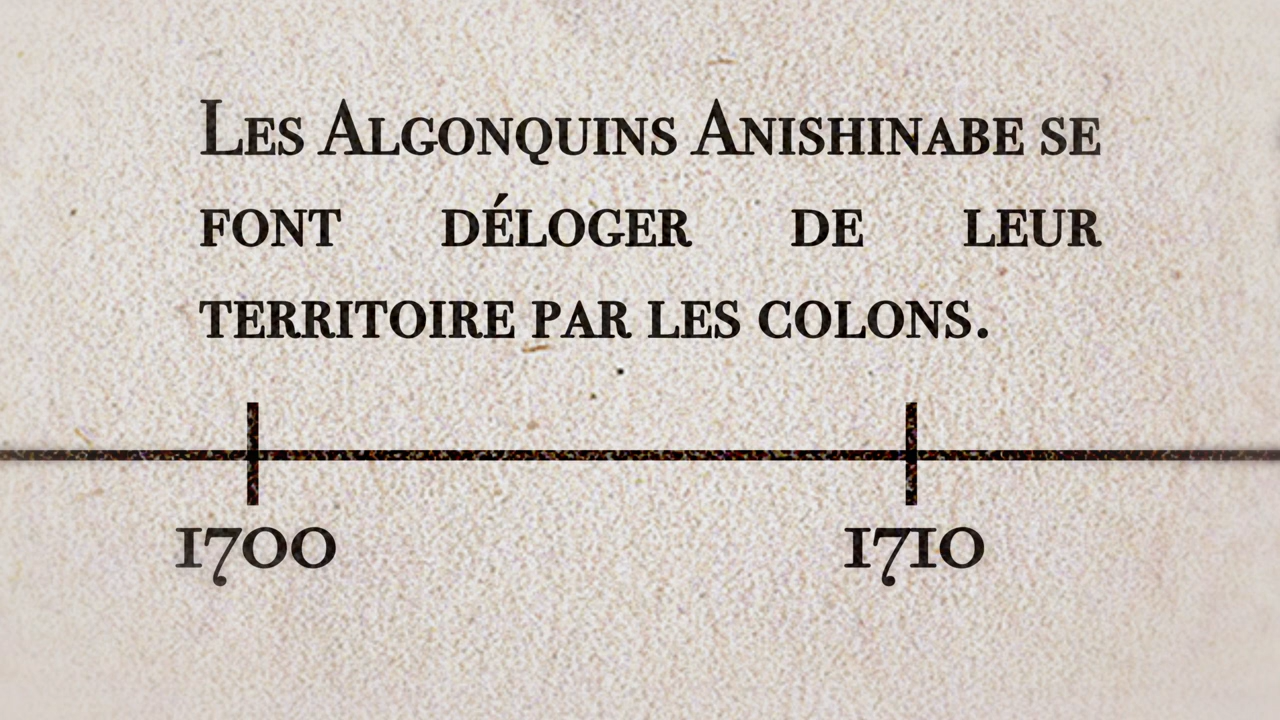 Les Algonquins Anishinabe se
font déloger de leur
territoire par les colons.
1700 1710